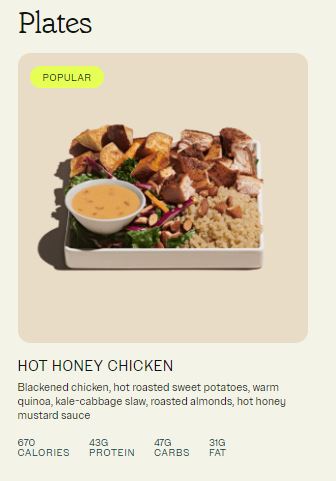 Plates
POPULAR
HOT HONEY CHICKEN
Blackened chicken, hot roasted sweet potatoes, warm
quinoa, kale-cabbage slaw, roasted almonds, hot honey
mustard sauce
670 43G 47G 31G
CALORIES PROTEIN CARBS FAT